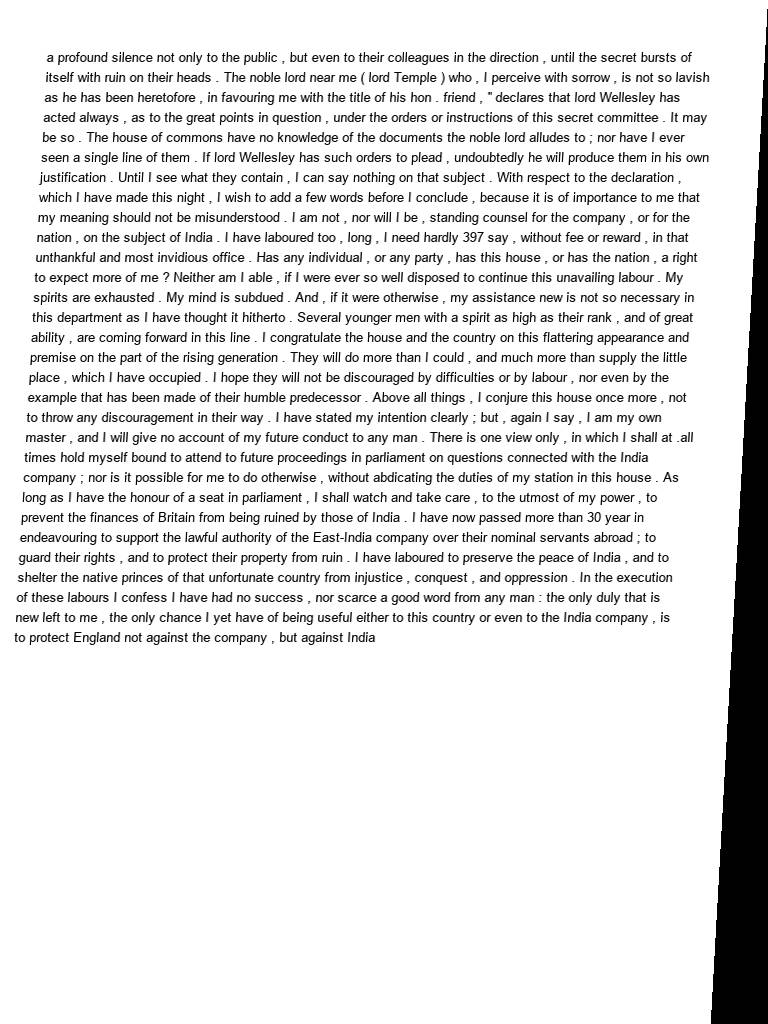 a profound silence not only to the public , but even to their colleagues in the direction , until the secret bursts of
itself with ruin on their heads . The noble lord near me ( lord Temple ) who , I perceive with sorrow , is not so lavish
as he has been heretofore , in favouring me with the title of his hon . friend , " declares that lord Wellesley has
acted always , as to the great points in question , under the orders or instructions of this secret committee . It may
be so . The house of commons have no knowledge of the documents the noble lord alludes to ; nor have I ever
seen a single line of them . If lord Wellesley has such orders to plead , undoubtedly he will produce them in his own
justification . Until I see what they contain , I can say nothing on that subject . With respect to the declaration ,
which I have made this night , I wish to add a few words before I conclude , because it is of importance to me that
my meaning should not be misunderstood . I am not , nor will I be , standing counsel for the company , or for the
nation , on the subject of India . I have laboured too , long , I need hardly 397 say , without fee or reward , in that
unthankful and most invidious office . Has any individual , or any party , has this house , or has the nation , a right
to expect more of me ? Neither am I able , if I were ever so well disposed to continue this unavailing labour . My
spirits are exhausted . My mind is subdued . And , if it were otherwise , my assistance new is not so necessary in
this department as I have thought it hitherto . Several younger men with a spirit as high as their rank , and of great
ability , are coming forward in this line . I congratulate the house and the country on this flattering appearance and
premise on the part of the rising generation . They will do more than I could , and much more than supply the little
place , which I have occupied . I hope they will not be discouraged by difficulties or by labour , nor even by the
example that has been made of their humble predecessor . Above all things , I conjure this house once more , not
to throw any discouragement in their way . I have stated my intention clearly ; but , again I say , I am my own
master , and I will give no account of my future conduct to any man . There is one view only , in which I shall at .all
times hold myself bound to attend to future proceedings in parliament on questions connected with the India
company ; nor is it possible for me to do otherwise , without abdicating the duties of my station in this house . As
long as I have the honour of a seat in parliament , I shall watch and take care , to the utmost of my power , to
prevent the finances of Britain from being ruined by those of India . I have now passed more than 30 year in
endeavouring to support the lawful authority of the East-India company over their nominal servants abroad ; to
guard their rights , and to protect their property from ruin . I have laboured to preserve the peace of India , and to
shelter the native princes of that unfortunate country from injustice , conquest , and oppression . In the execution
of these labours I confess I have had no success , nor scarce a good word from any man : the only duly that is
new left to me , the only chance I yet have of being useful either to this country or even to the India company , is
to protect England not against the company , but against India